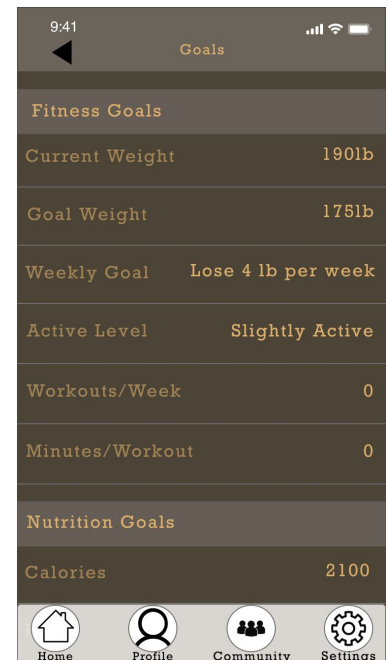 9:41
Goals
Fitness Goals
Current Weight 190lb
Goal Weight 175lb
Weekly Goal Lose 4 lb per week
Active Level Slightly Active
Workouts/Week 0
Minutes/Workout 0
Nutrition Goals
Calories 2100
Home Profile Community Settings